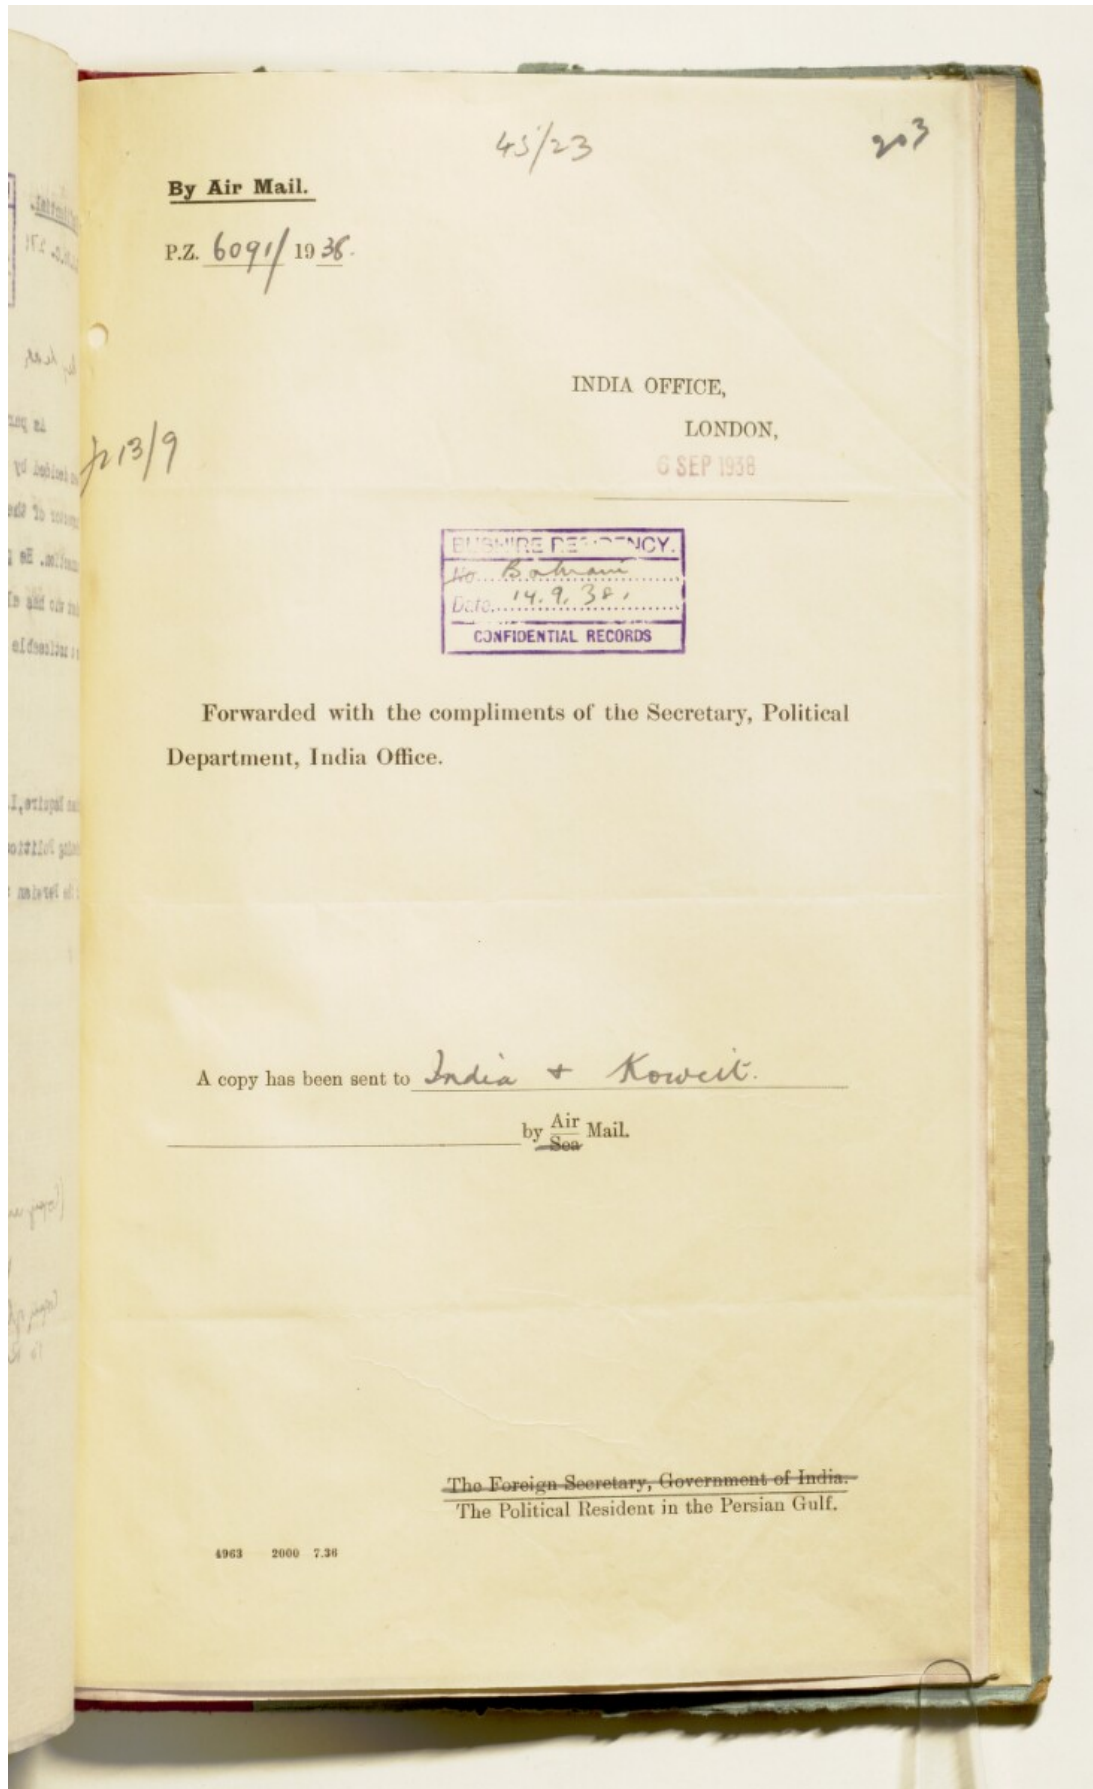 45/23
203
By Air Mail.
P.Z. 6091/ 1938.
INDIA OFFICE,
LONDON,
6 SEP 1938
13/9
BUSHIRE RESIDENCY.
No.
Date. 14.9.38.
CONFIDENTIAL RECORDS
Forwarded with the compliments of the Secretary, Political
Department, India Office.
A copy has been sent to India + Koweit.
by Air
Sea Mail.
The Foreign Secretary, Government of India.
The Political Resident in the Persian Gulf.
4963 2000 7.36